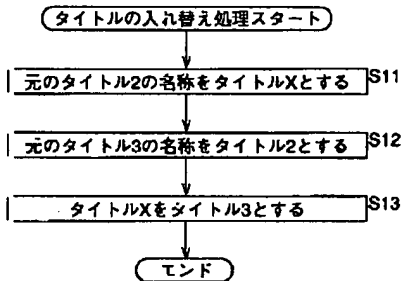 タイトルの入れ替え処理スタート
元のタイトル2の名称をタイトルXとする S11
元のタイトル3の名称をタイトル2とする S12
タイトルXをタイトル3とする S13
エンド